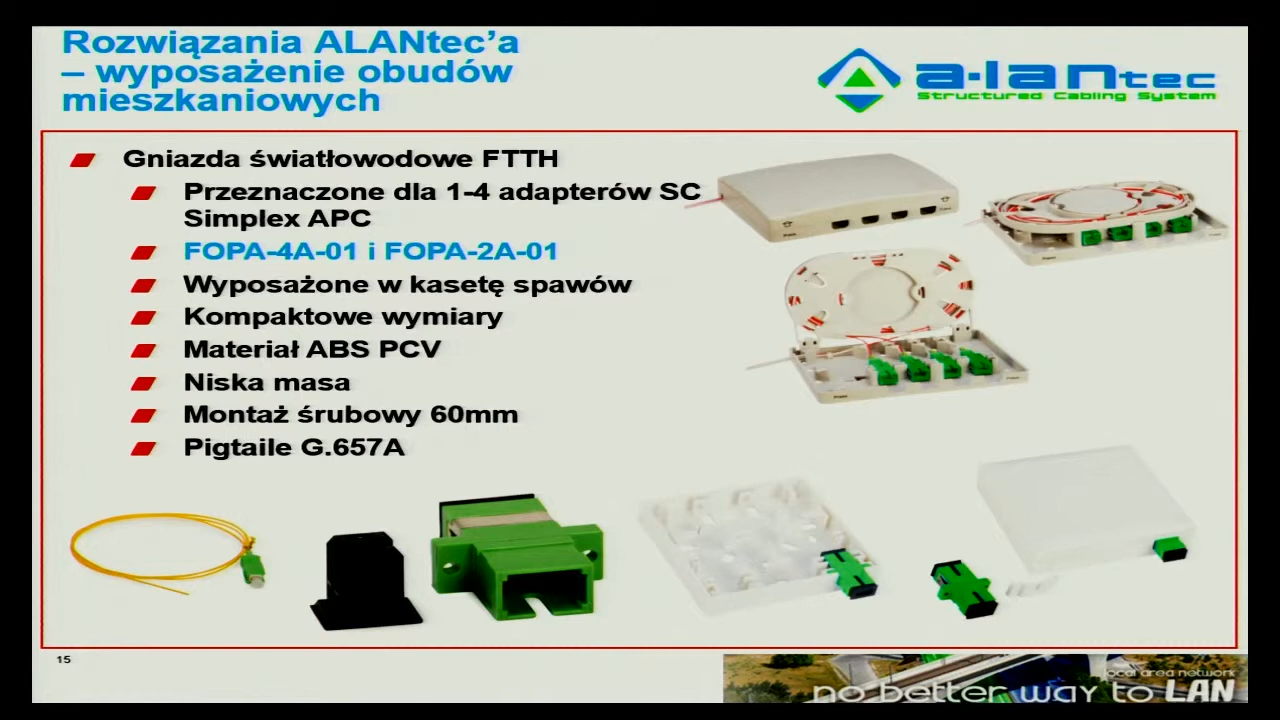 Rozwiązania ALANtec’a
– wyposażenie obudów
mieszkaniowych
a-lantec
Structured Cabling System
Gniazda światłowodowe FTTH
Przeznaczone dla 1-4 adapterów SC
Simplex APC
FOPA-4A-01 i FOPA-2A-01
Wyposażone w kasetę spawów
Kompaktowe wymiary
Materiał ABS PCV
Niska masa
Montaż śrubowy 60mm
Pigtaile G.657A
15
local area network
no better way to LAN